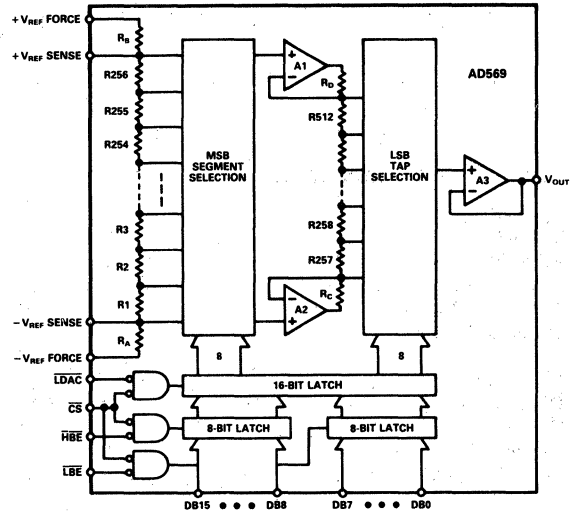 + VREF FORCE
RB
+ VREF SENSE
R256
R255
R254
R3
R2
R1
− VREF SENSE
RA
− VREF FORCE
MSB
SEGMENT
SELECTION
+
−
A1
RD
R512
R258
R257
RC
−
+
A2
LSB
TAP
SELECTION
AD569
+
−
A3
VOUT
8
8
LDAC
16-BIT LATCH
CS
8-BIT LATCH
8-BIT LATCH
HBE
LBE
DB15 ● ● ● DB8 DB7 ● ● ● DB0